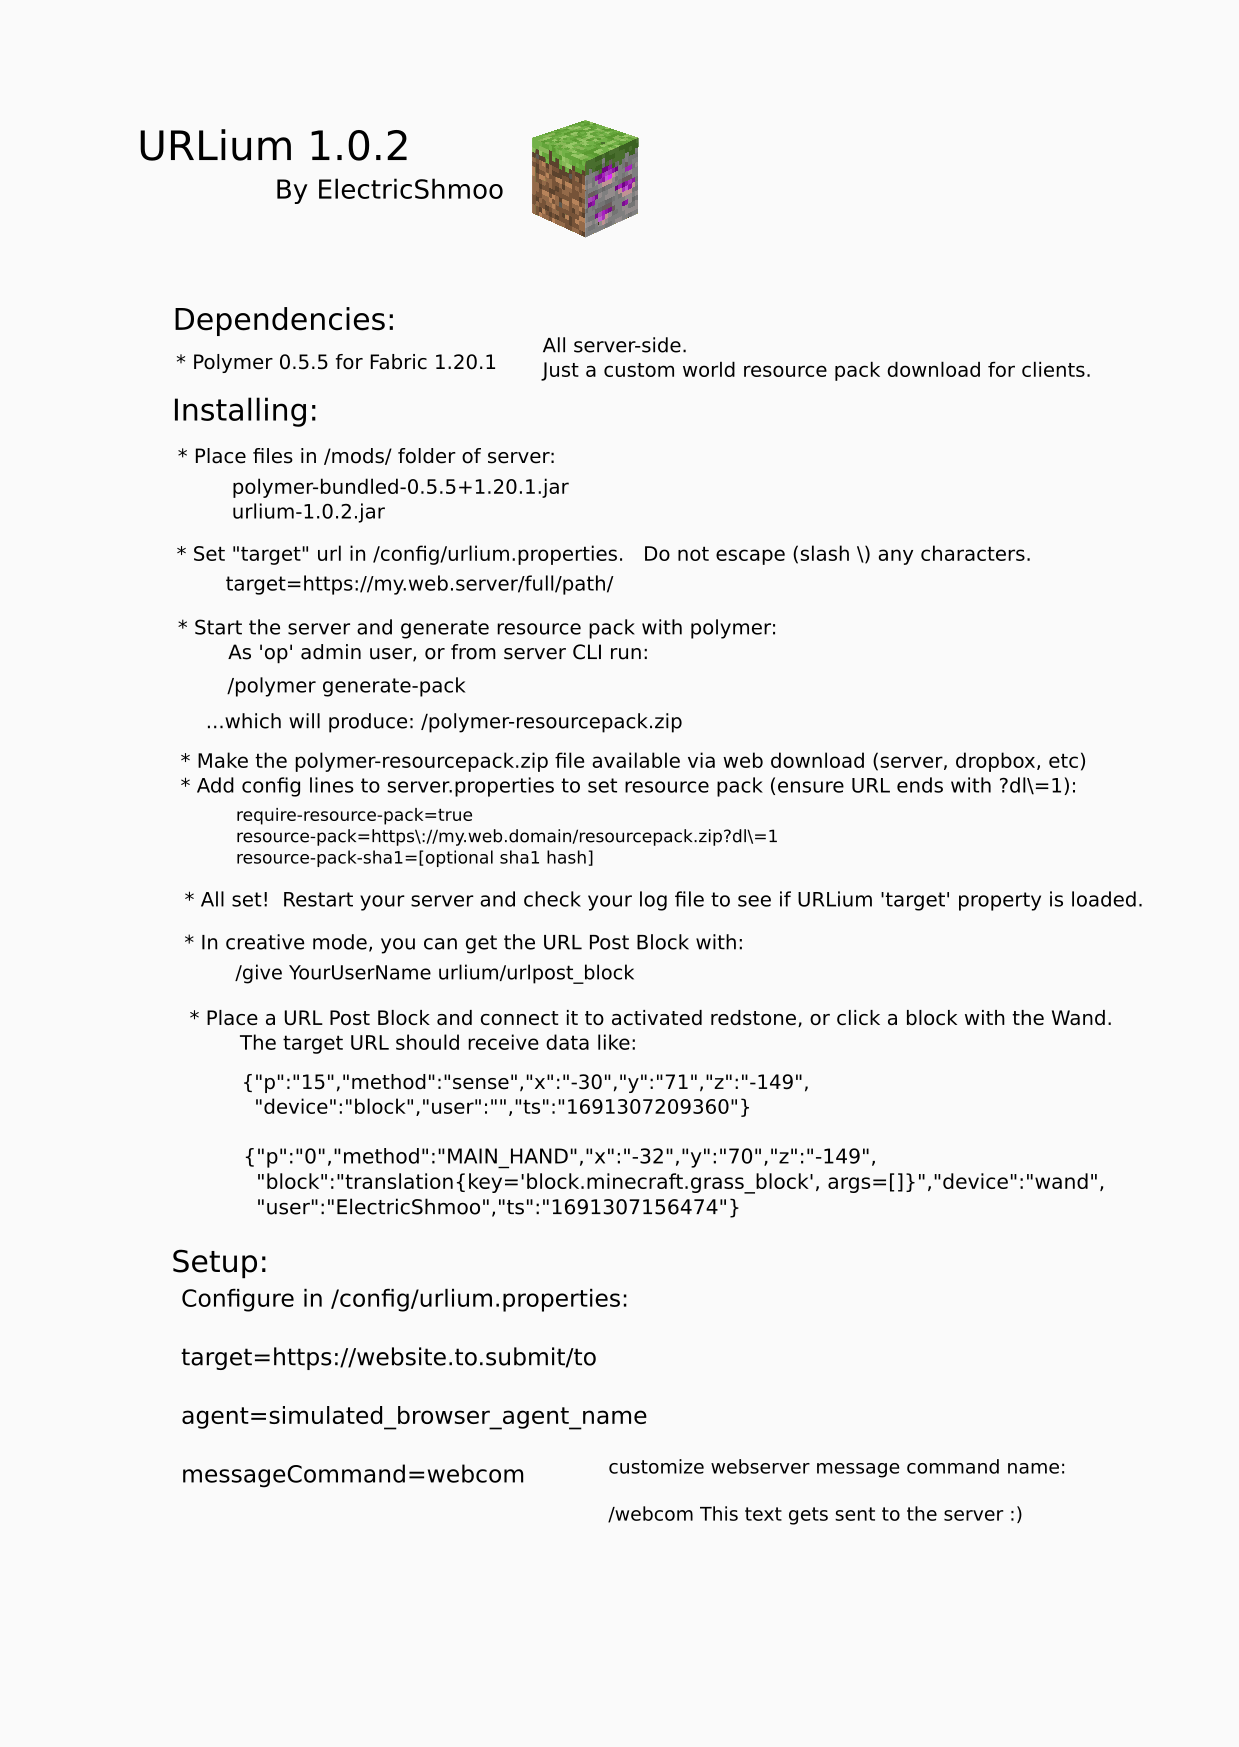 URLium 1.0.2
By ElectricShmoo
Dependencies:
* Polymer 0.5.5 for Fabric 1.20.1
All server-side.
Just a custom world resource pack download for clients.
Installing:
* Place files in /mods/ folder of server:
polymer-bundled-0.5.5+1.20.1.jar
urlium-1.0.2.jar
* Set "target" url in /config/urlium.properties.   Do not escape (slash \) any characters.
target=https://my.web.server/full/path/
* Start the server and generate resource pack with polymer:
As 'op' admin user, or from server CLI run:
/polymer generate-pack
...which will produce: /polymer-resourcepack.zip
* Make the polymer-resourcepack.zip file available via web download (server, dropbox, etc)
* Add config lines to server.properties to set resource pack (ensure URL ends with ?dl\=1):
require-resource-pack=true
resource-pack=https\://my.web.domain/resourcepack.zip?dl\=1
resource-pack-sha1=[optional sha1 hash]
* All set!  Restart your server and check your log file to see if URLium 'target' property is loaded.
* In creative mode, you can get the URL Post Block with:
/give YourUserName urlium/urlpost_block
* Place a URL Post Block and connect it to activated redstone, or click a block with the Wand.
The target URL should receive data like:
{"p":"15","method":"sense","x":"-30","y":"71","z":"-149",
"device":"block","user":"","ts":"1691307209360"}
{"p":"0","method":"MAIN_HAND","x":"-32","y":"70","z":"-149",
"block":"translation{key='block.minecraft.grass_block', args=[]}","device":"wand",
"user":"ElectricShmoo","ts":"1691307156474"}
Setup:
Configure in /config/urlium.properties:
target=https://website.to.submit/to
agent=simulated_browser_agent_name
messageCommand=webcom
customize webserver message command name:
/webcom This text gets sent to the server :)